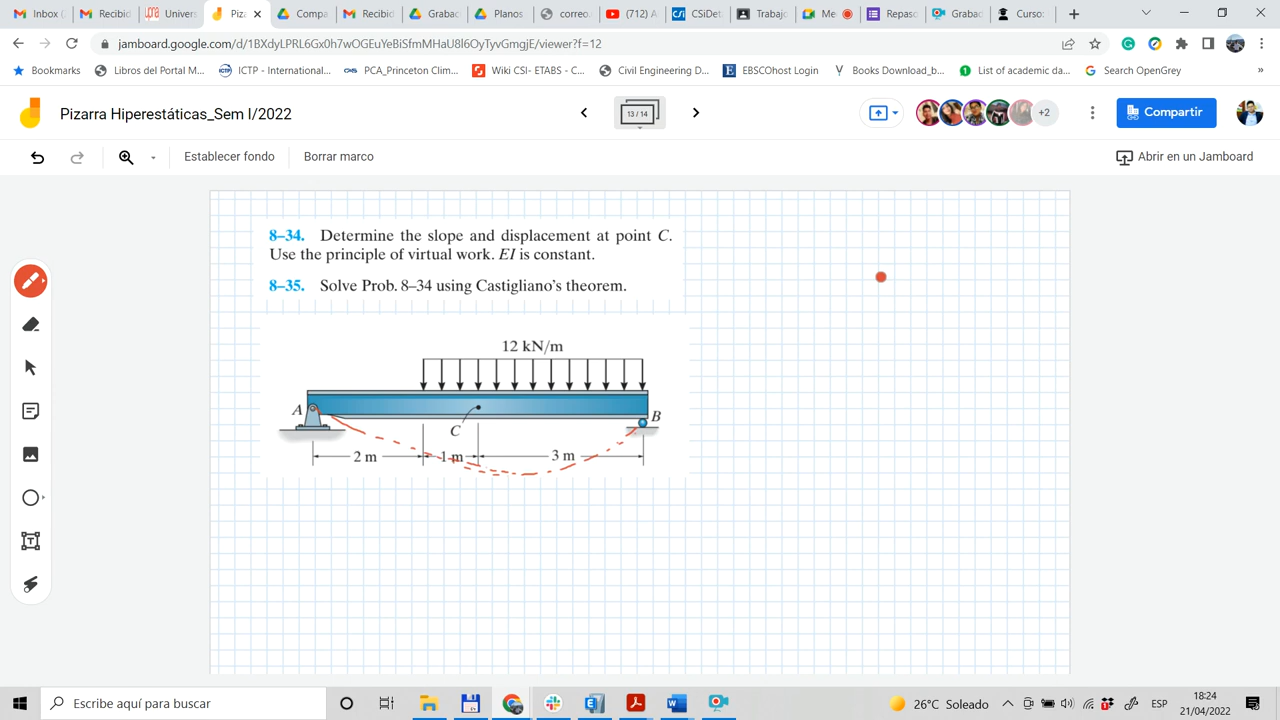 Inbox (
Recibid
Univers
Piza
Compa
Recibid
Grabac
Planos
correo.
(712) A
CSiDet
Trabajo
Me
Repaso
Grabad
Curso:
jamboard.google.com/d/1BXdyLPRL6Gx0h7wOGEuYeBiSfmUHaU8I6OyTyvGmgjE/viewer?f=12
Bookmarks
Libros del Portal M...
ICTP - International...
PCA_Princeton Clim...
Wiki CSI- ETABS - C...
Civil Engineering D...
EBSCOhost Login
Books Download_b...
List of academic da...
Search OpenGrey
»
Pizarra Hiperestáticas_Sem I/2022
13 / 14
+2
Compartir
Establecer fondo
Borrar marco
Abrir en un Jamboard
8–34. Determine the slope and displacement at point C.
Use the principle of virtual work. EI is constant.
8–35. Solve Prob. 8–34 using Castigliano's theorem.
12 kN/m
A
B
C
2 m
1 m
3 m
Escribe aquí para buscar
26°C Soleado
ESP
18:24
21/04/2022